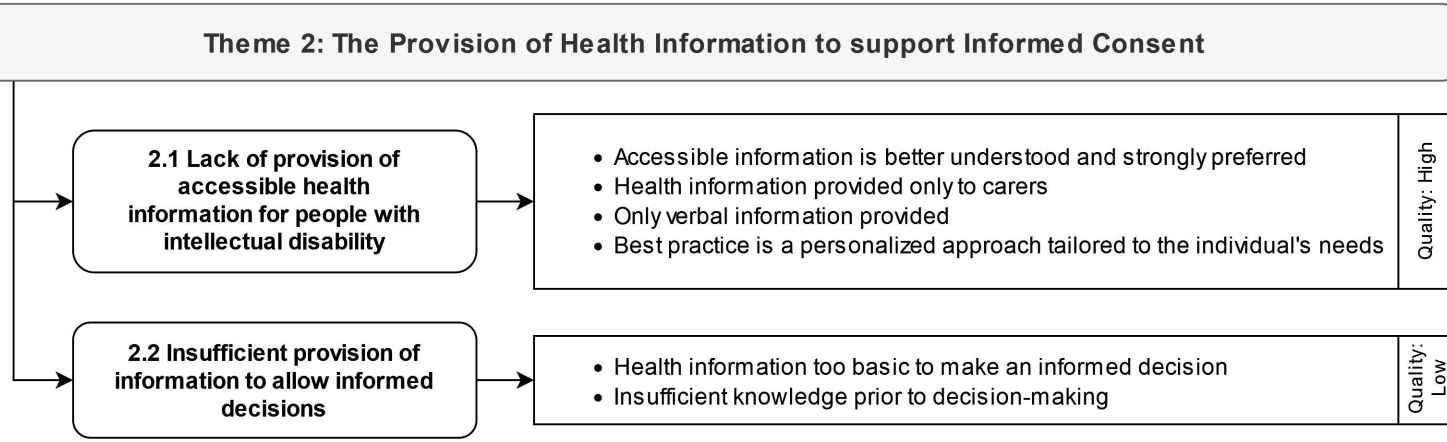 Theme 2: The Provision of Health Information to support Informed Consent
2.1 Lack of provision of
accessible health
information for people with
intellectual disability
• Accessible information is better understood and strongly preferred
• Health information provided only to carers
• Only verbal information provided
• Best practice is a personalized approach tailored to the individual's needs
Quality: High
2.2 Insufficient provision of
information to allow informed
decisions
• Health information too basic to make an informed decision
• Insufficient knowledge prior to decision-making
Quality:
Low